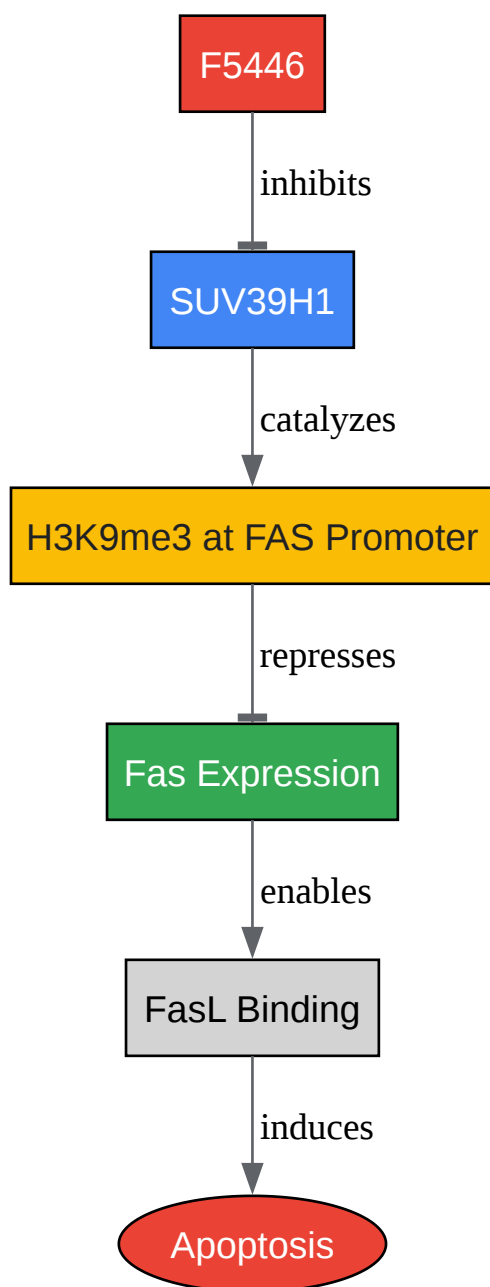 F5446
inhibits
SUV39H1
catalyzes
H3K9me3 at FAS Promoter
represses
Fas Expression
enables
FasL Binding
induces
Apoptosis